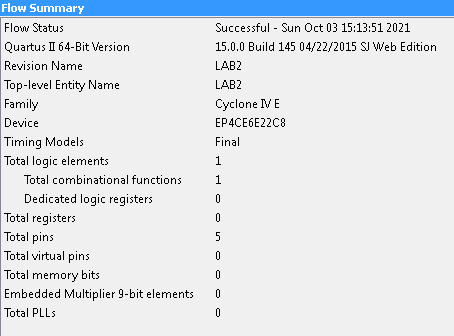 Flow Summary
Flow Status Successful - Sun Oct 03 15:13:51 2021
Quartus II 64-Bit Version 15.0.0 Build 145 04/22/2015 SJ Web Edition
Revision Name LAB2
Top-level Entity Name LAB2
Family Cyclone IV E
Device EP4CE6E22C8
Timing Models Final
Total logic elements 1
Total combinational functions 1
Dedicated logic registers 0
Total registers 0
Total pins 5
Total virtual pins 0
Total memory bits 0
Embedded Multiplier 9-bit elements 0
Total PLLs 0